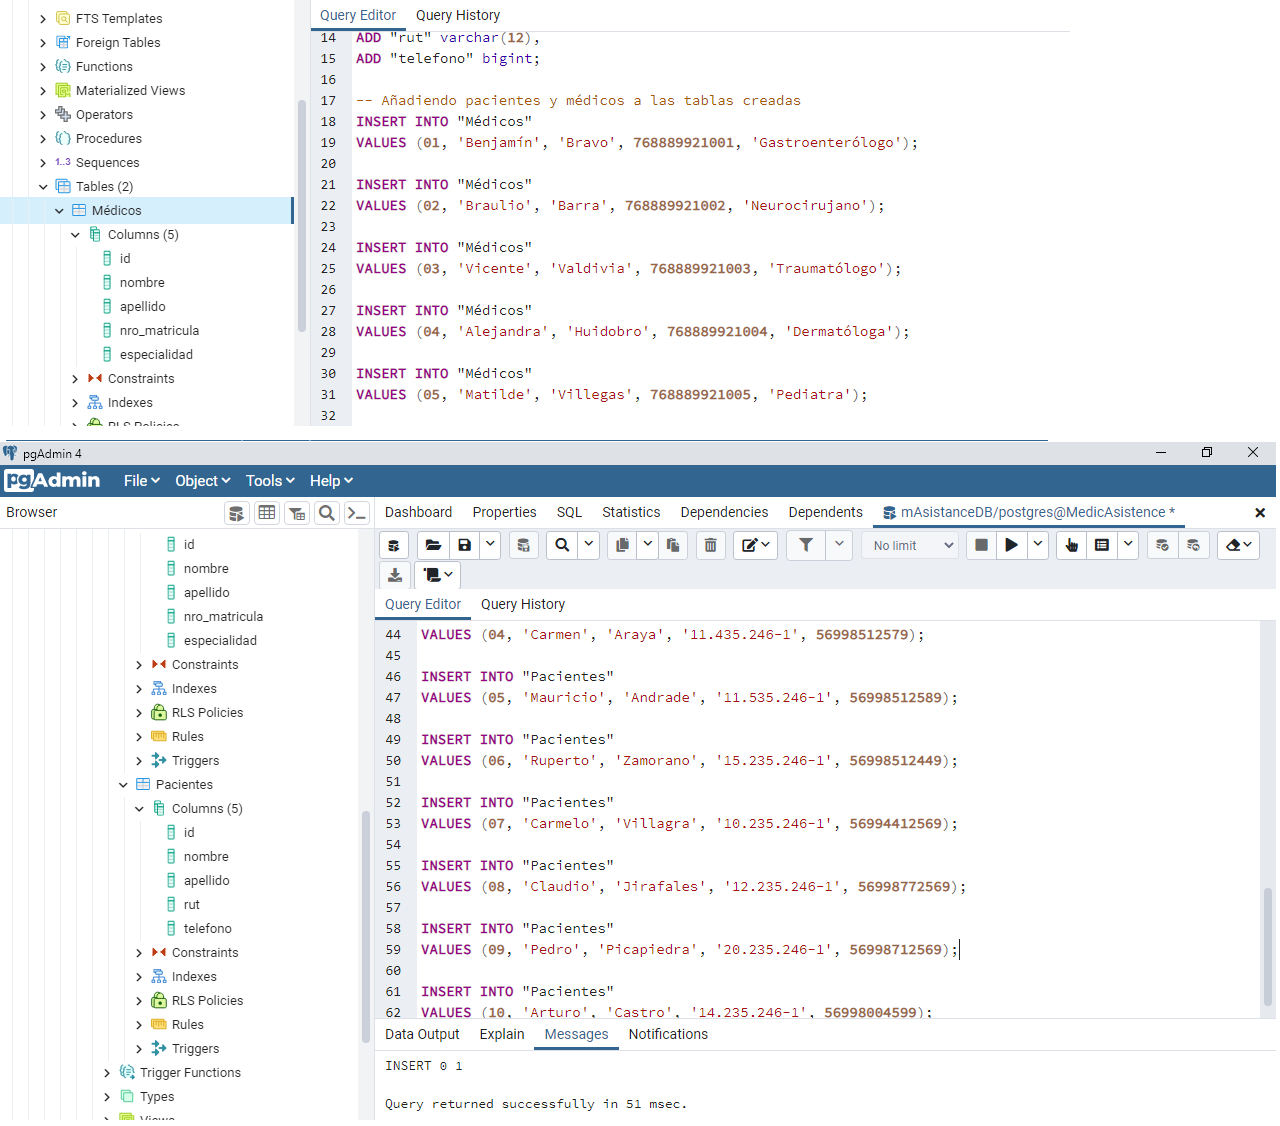 FTS Templates
Foreign Tables
Functions
Materialized Views
Operators
Procedures
1..3 Sequences
Tables (2)
Médicos
Columns (5)
id
nombre
apellido
nro_matricula
especialidad
Constraints
Indexes
RLS Policies
Query Editor Query History
14 ADD "rut" varchar(12),
15 ADD "telefono" bigint;
16
17 -- Añadiendo pacientes y médicos a las tablas creadas
18 INSERT INTO "Médicos"
19 VALUES (01, 'Benjamín', 'Bravo', 768889921001, 'Gastroenterólogo');
20
21 INSERT INTO "Médicos"
22 VALUES (02, 'Braulio', 'Barra', 768889921002, 'Neurocirujano');
23
24 INSERT INTO "Médicos"
25 VALUES (03, 'Vicente', 'Valdivia', 768889921003, 'Traumatólogo');
26
27 INSERT INTO "Médicos"
28 VALUES (04, 'Alejandra', 'Huidobro', 768889921004, 'Dermatóloga');
29
30 INSERT INTO "Médicos"
31 VALUES (05, 'Matilde', 'Villegas', 768889921005, 'Pediatra');
32
pgAdmin 4
pgAdmin File Object Tools Help
Browser
Dashboard Properties SQL Statistics Dependencies Dependents mAsistanceDB/postgres@MedicAsistence *
No limit
id
nombre
apellido
nro_matricula
especialidad
Constraints
Indexes
RLS Policies
Rules
Triggers
Pacientes
Columns (5)
id
nombre
apellido
rut
telefono
Constraints
Indexes
RLS Policies
Rules
Triggers
Trigger Functions
Types
Views
Query Editor Query History
44 VALUES (04, 'Carmen', 'Araya', '11.435.246-1', 56998512579);
45
46 INSERT INTO "Pacientes"
47 VALUES (05, 'Mauricio', 'Andrade', '11.535.246-1', 56998512589);
48
49 INSERT INTO "Pacientes"
50 VALUES (06, 'Ruperto', 'Zamorano', '15.235.246-1', 56998512449);
51
52 INSERT INTO "Pacientes"
53 VALUES (07, 'Carmelo', 'Villagra', '10.235.246-1', 56994412569);
54
55 INSERT INTO "Pacientes"
56 VALUES (08, 'Claudio', 'Jirafales', '12.235.246-1', 56998772569);
57
58 INSERT INTO "Pacientes"
59 VALUES (09, 'Pedro', 'Picapiedra', '20.235.246-1', 56998712569);
60
61 INSERT INTO "Pacientes"
62 VALUES (10, 'Arturo', 'Castro', '14.235.246-1', 56998004599);
Data Output Explain Messages Notifications
INSERT 0 1
Query returned successfully in 51 msec.